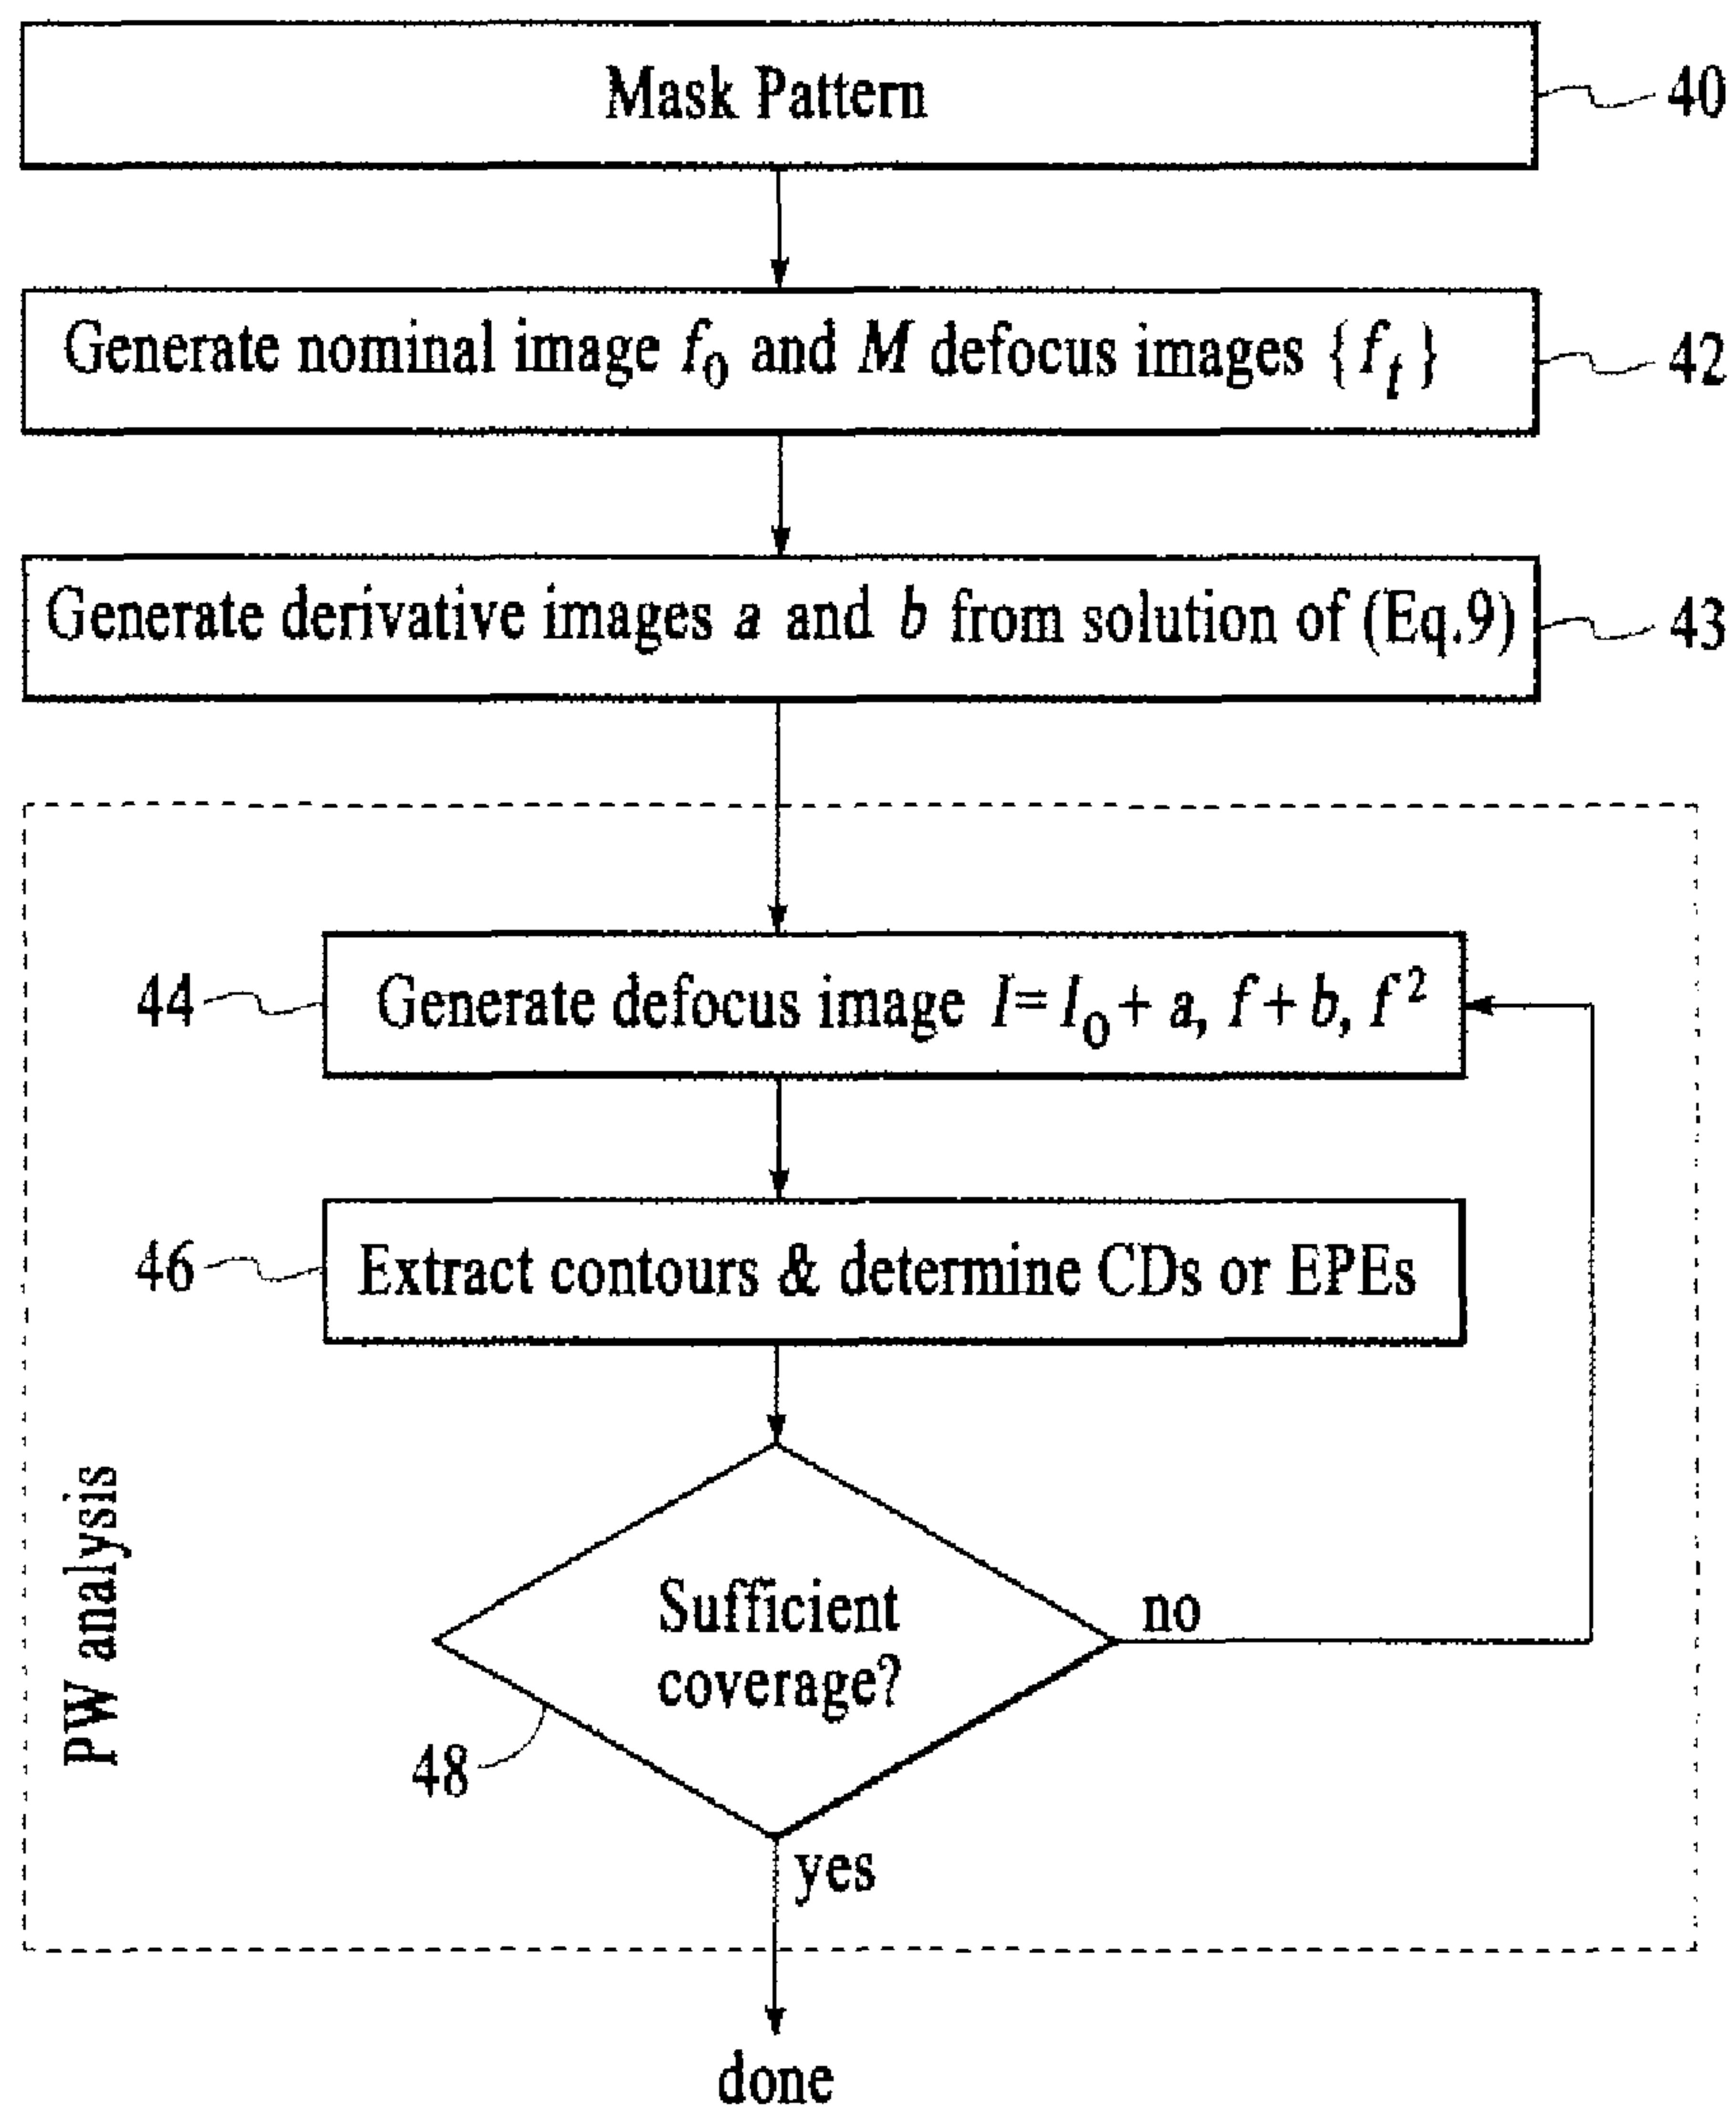 Mask Pattern
40
Generate nominal image f₀ and M defocus images {fₜ}
42
Generate derivative images a and b from solution of (Eq.9)
43
44
Generate defocus image I=I₀+ a, f + b, f²
46
Extract contours & determine CDs or EPEs
PW analysis
Sufficient
coverage?
no
48
yes
done